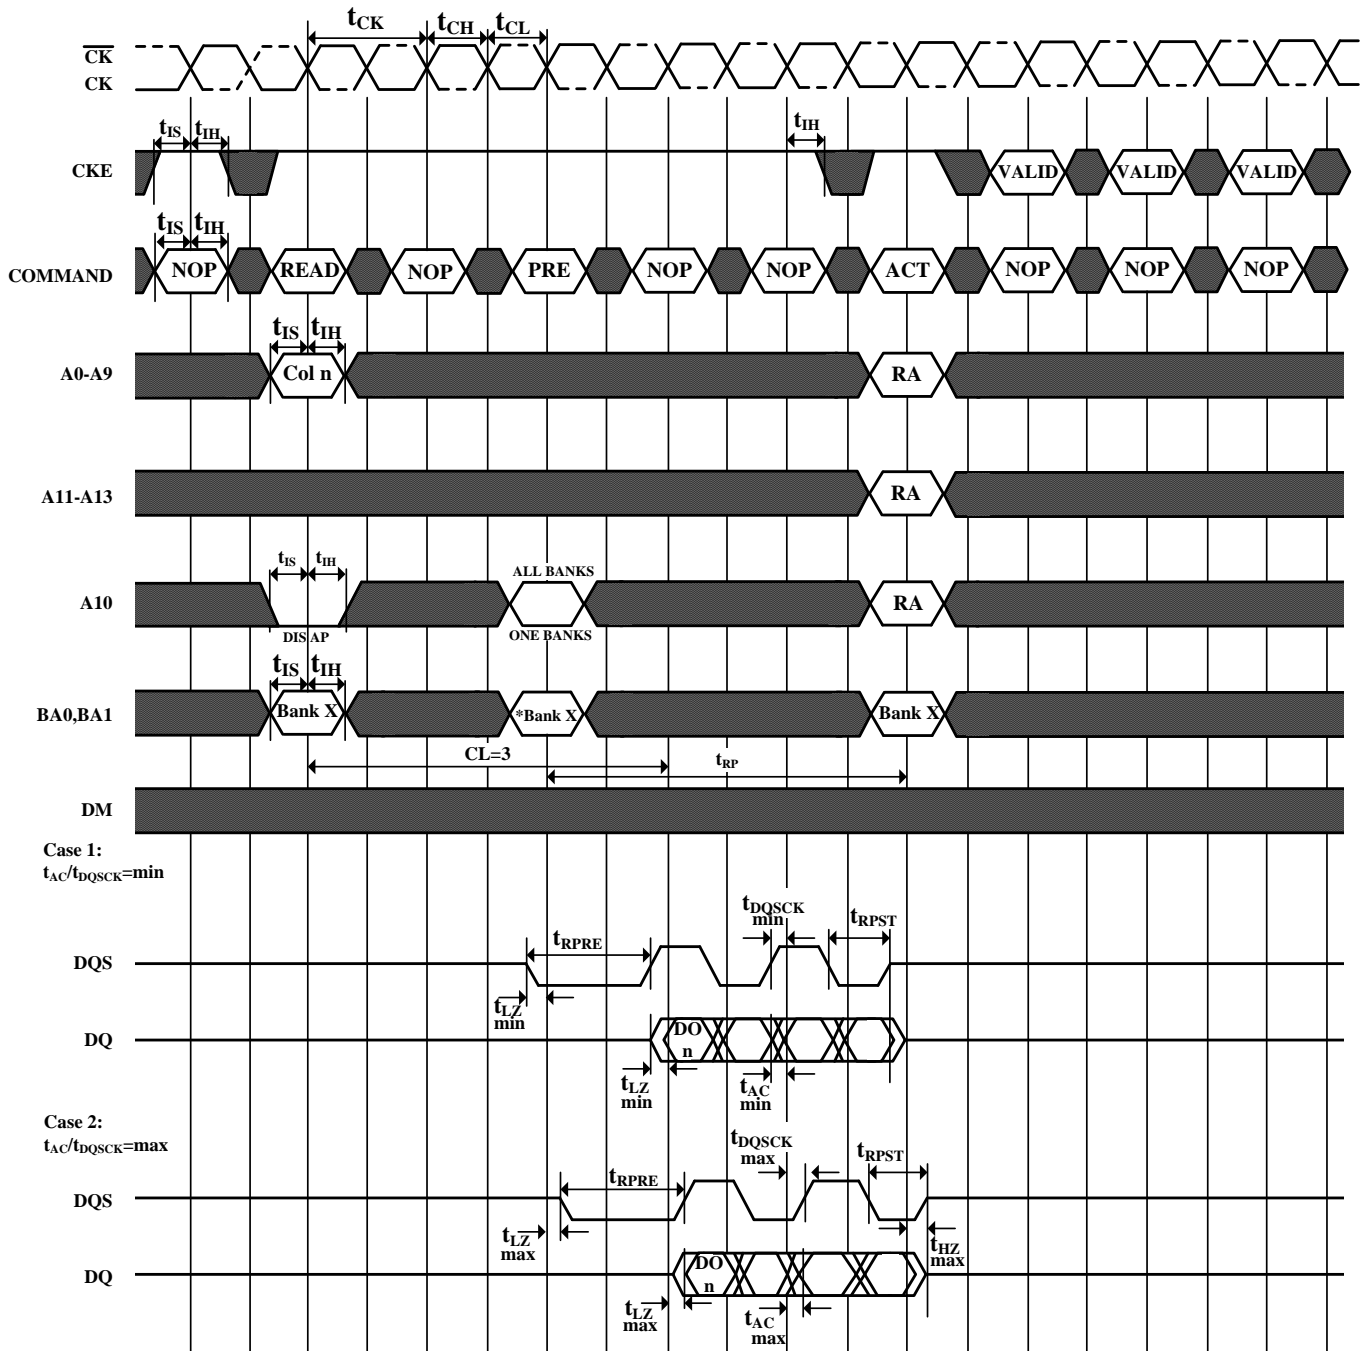 tCK tCH tCL
CK
CK
tIS tIH tIH
CKE VALID VALID VALID
tIS tIH
COMMAND NOP READ NOP PRE NOP NOP ACT NOP NOP NOP
tIS tIH
A0-A9 Col n RA
A11-A13 RA
tIS tIH ALL BANKS
A10 RA
DIS AP ONE BANKS
tIS tIH
BA0,BA1 Bank X *Bank X Bank X
CL=3 tRP
DM
Case 1:
tAC/tDQSCK=min
tDQSCK min tRPST
tRPRE
DQS
tLZ min
DQ DO n
tLZ min tAC min
Case 2:
tAC/tDQSCK=max
tDQSCK max tRPST
tRPRE
DQS
tLZ max tHZ max
DQ DO n
tLZ max tAC max